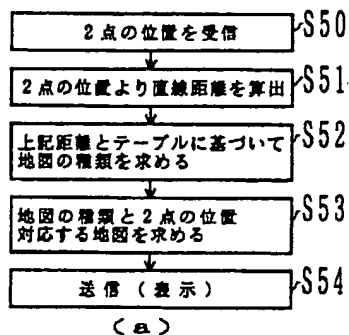 2点の位置を受信
S50
2点の位置より直線距離を算出
S51
上記距離とテーブルに基づいて
地図の種類を求める
S52
地図の種類と2点の位置
対応する地図を求める
S53
送信（表示）
S54
(a)